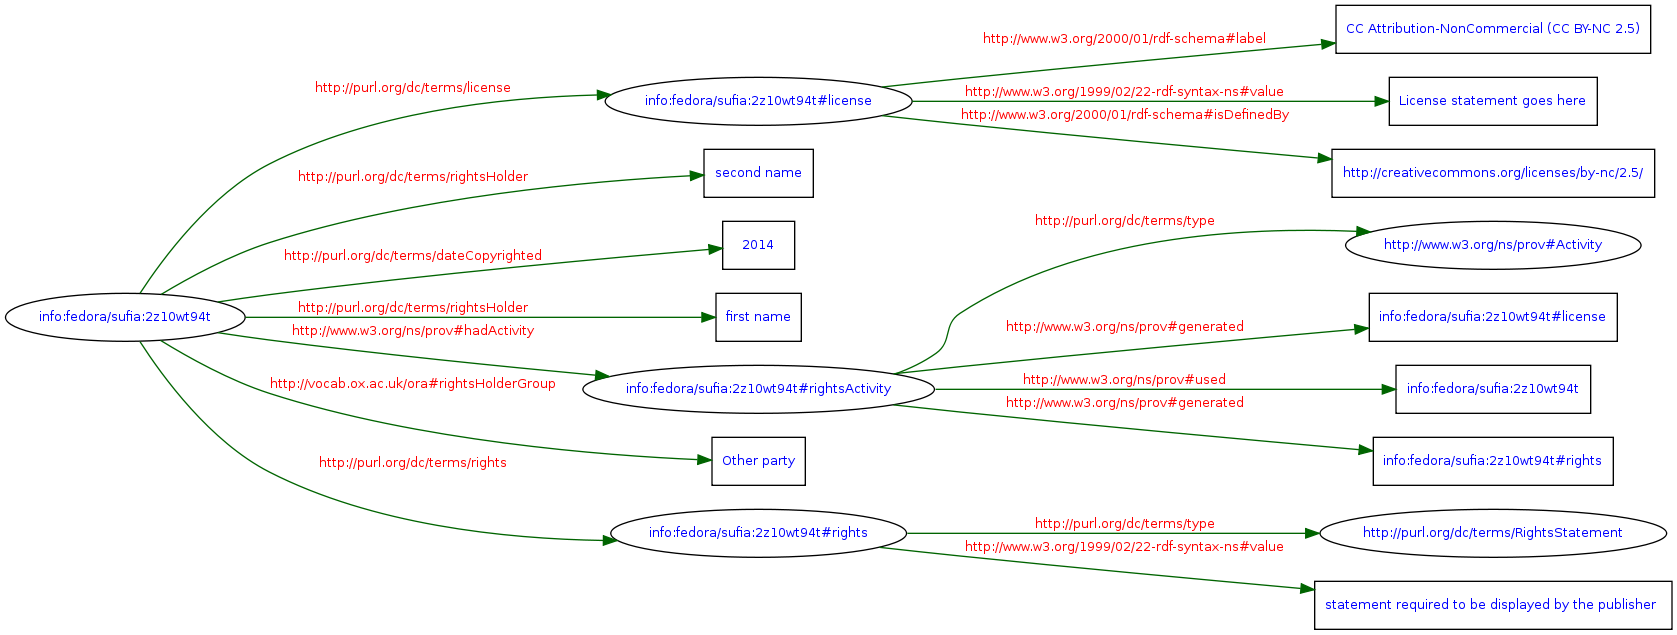 CC Attribution-NonCommercial (CC BY-NC 2.5)
http://www.w3.org/2000/01/rdf-schema#label
http://purl.org/dc/terms/license
info:fedora/sufia:2z10wt94t#license
http://www.w3.org/1999/02/22-rdf-syntax-ns#value
License statement goes here
http://www.w3.org/2000/01/rdf-schema#isDefinedBy
http://purl.org/dc/terms/rightsHolder
second name
http://creativecommons.org/licenses/by-nc/2.5/
http://purl.org/dc/terms/type
http://purl.org/dc/terms/dateCopyrighted
2014
http://www.w3.org/ns/prov#Activity
info:fedora/sufia:2z10wt94t
http://purl.org/dc/terms/rightsHolder
first name
http://www.w3.org/ns/prov#generated
info:fedora/sufia:2z10wt94t#license
http://www.w3.org/ns/prov#hadActivity
http://vocab.ox.ac.uk/ora#rightsHolderGroup
info:fedora/sufia:2z10wt94t#rightsActivity
http://www.w3.org/ns/prov#used
info:fedora/sufia:2z10wt94t
http://www.w3.org/ns/prov#generated
http://purl.org/dc/terms/rights
Other party
info:fedora/sufia:2z10wt94t#rights
info:fedora/sufia:2z10wt94t#rights
http://purl.org/dc/terms/type
http://purl.org/dc/terms/RightsStatement
http://www.w3.org/1999/02/22-rdf-syntax-ns#value
statement required to be displayed by the publisher